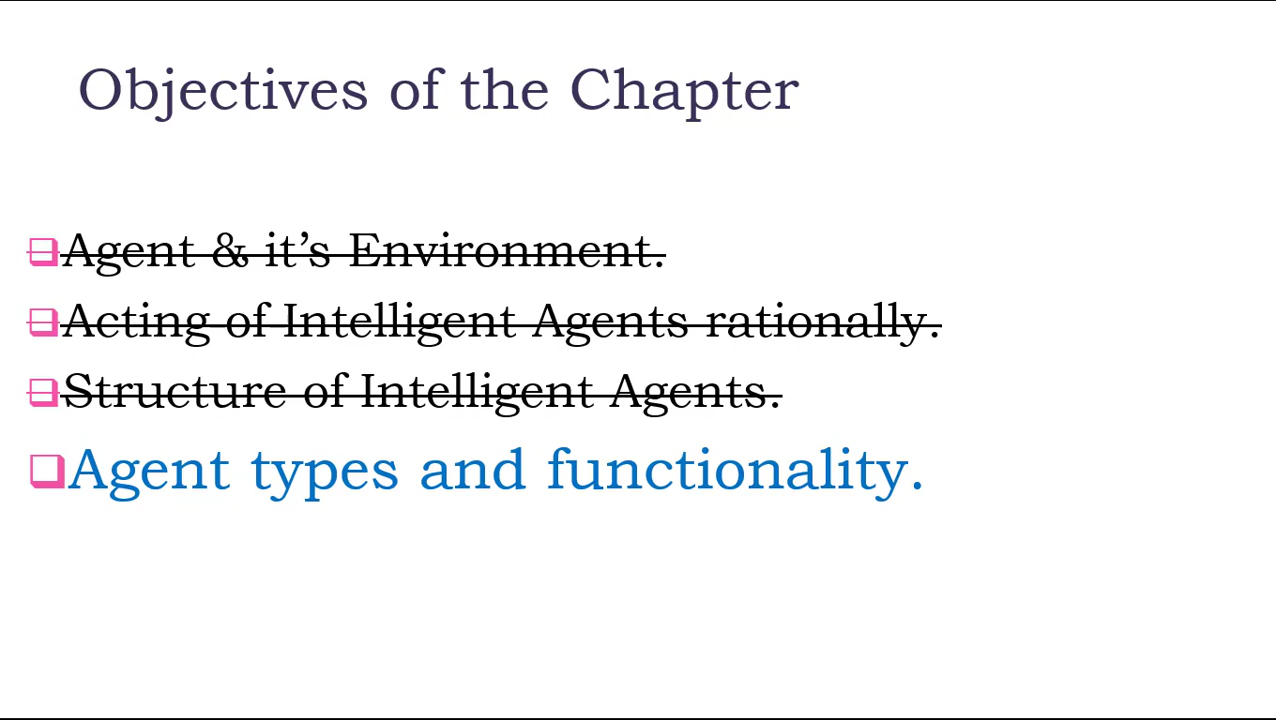 Objectives of the Chapter
Agent & it’s Environment.
Acting of Intelligent Agents rationally.
Structure of Intelligent Agents.
Agent types and functionality.